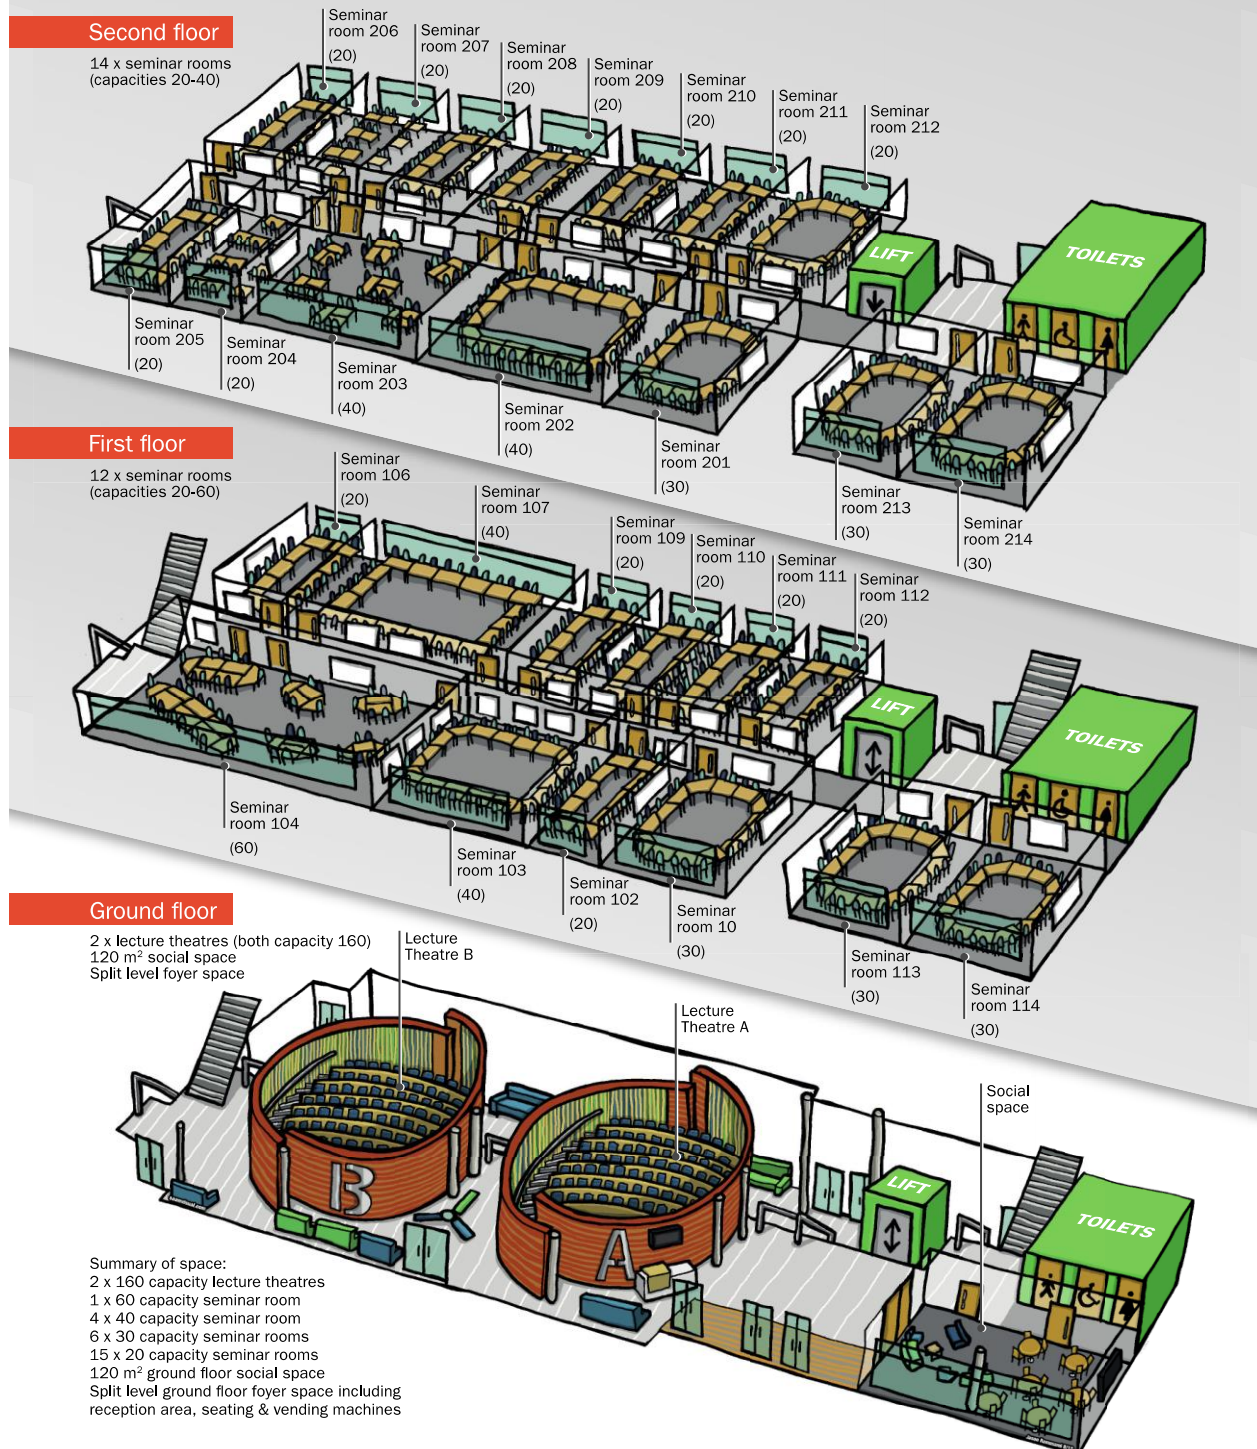 Second floor
14 x seminar rooms
(capacities 20-40)
Seminar
room 206
(20)
Seminar
room 207
(20)
Seminar
room 208
(20)
Seminar
room 209
(20)
Seminar
room 210
(20)
Seminar
room 211
(20)
Seminar
room 212
(20)
LIFT
TOILETS
Seminar
room 205
(20)
Seminar
room 204
(20)
Seminar
room 203
(40)
Seminar
room 202
(40)
Seminar
room 201
(30)
Seminar
room 213
(30)
Seminar
room 214
(30)
First floor
12 x seminar rooms
(capacities 20-60)
Seminar
room 106
(20)
Seminar
room 107
(40)
Seminar
room 109
(20)
Seminar
room 110
(20)
Seminar
room 111
(20)
Seminar
room 112
(20)
LIFT
TOILETS
Seminar
room 104
(60)
Seminar
room 103
(40)
Seminar
room 102
(20)
Seminar
room 10
(30)
Seminar
room 113
(30)
Seminar
room 114
(30)
Ground floor
2 x lecture theatres (both capacity 160)
120 m² social space
Split level foyer space
Lecture
Theatre B
Lecture
Theatre A
Social
space
B
A
LIFT
TOILETS
Summary of space:
2 x 160 capacity lecture theatres
1 x 60 capacity seminar room
4 x 40 capacity seminar room
6 x 30 capacity seminar rooms
15 x 20 capacity seminar rooms
120 m² ground floor social space
Split level ground floor foyer space including
reception area, seating & vending machines